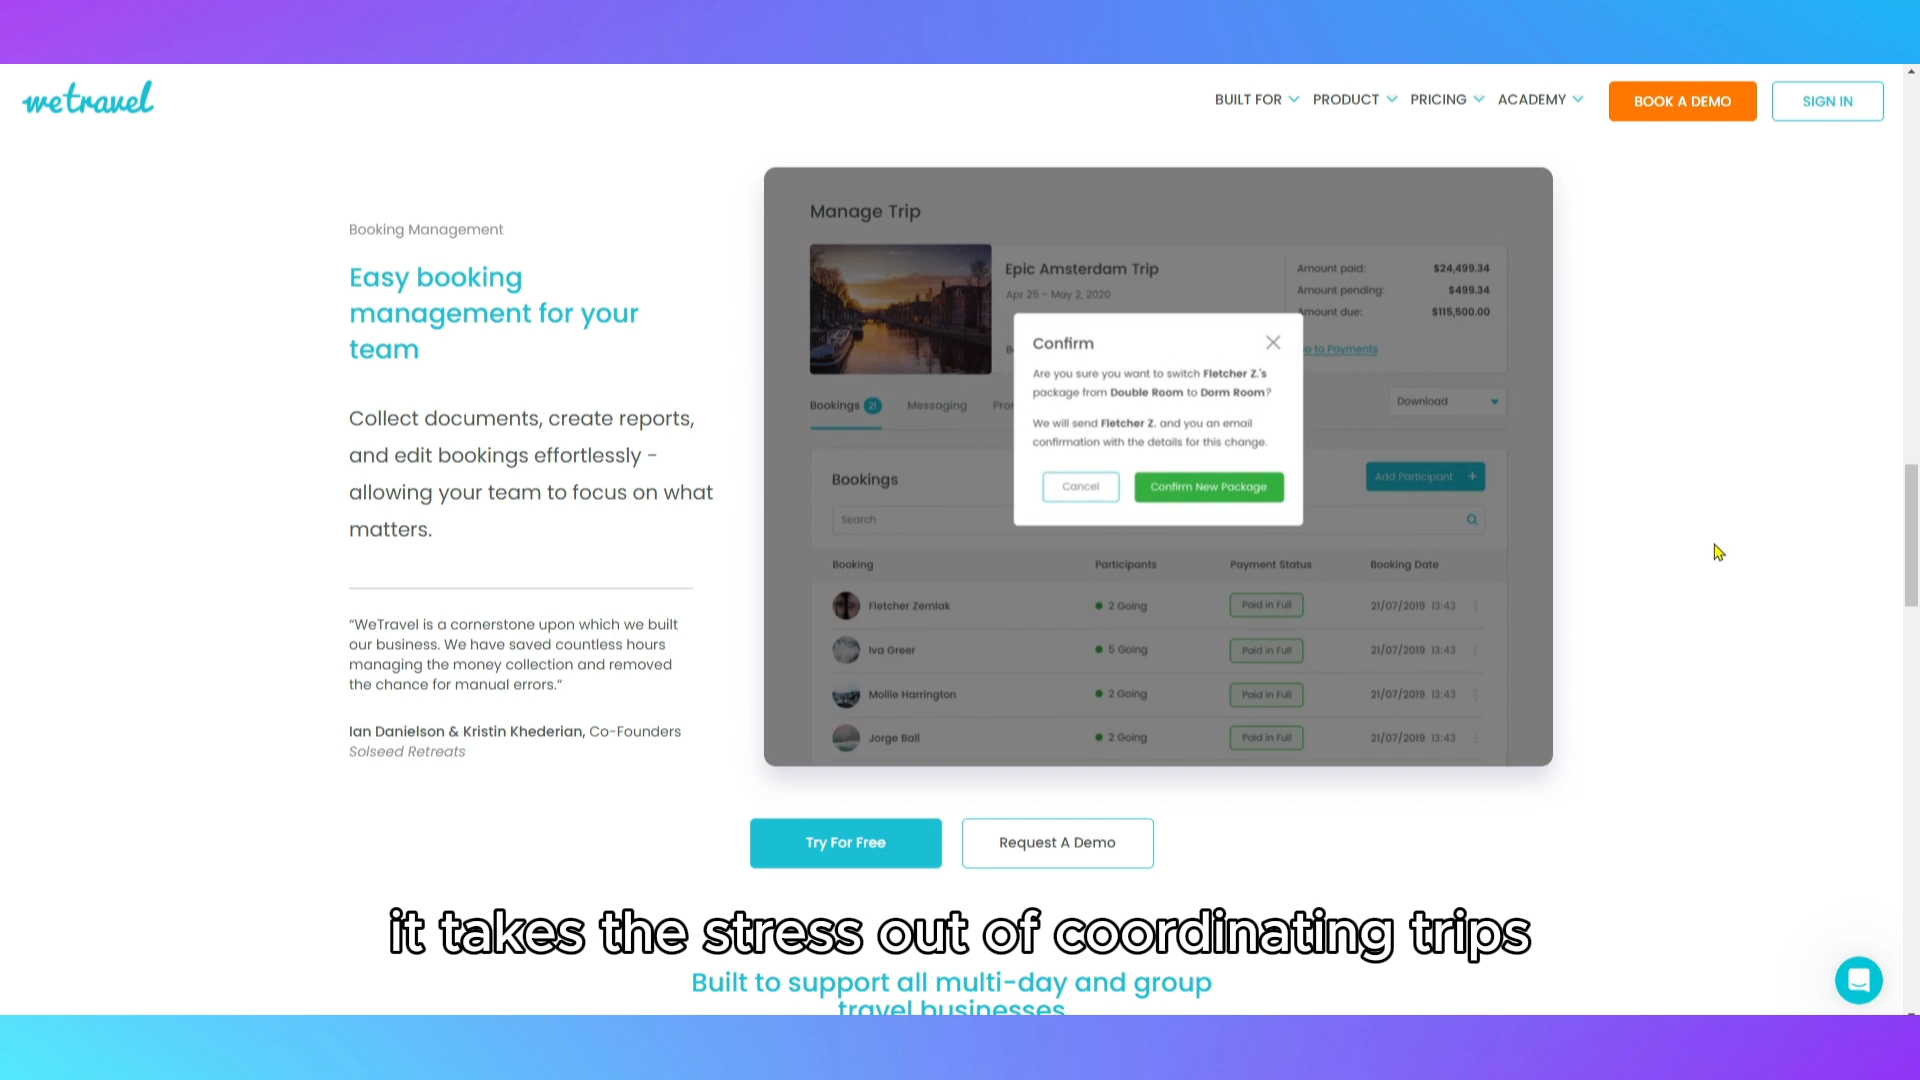 wetravel
BUILT FOR PRODUCT PRICING ACADEMY BOOK A DEMO SIGN IN
Booking Management
Easy booking
management for your
team
Collect documents, create reports,
and edit bookings effortlessly -
allowing your team to focus on what
matters.
"WeTravel is a cornerstone upon which we built
our business. We have saved countless hours
managing the money collection and removed
the chance for manual errors."
Ian Danielson & Kristin Khederian, Co-Founders
Solseed Retreats
Manage Trip
Epic Amsterdam Trip
Apr 25 - May 2, 2020
Amount paid: $24,499.34
Amount pending: $499.34
Amount due: $115,500.00
to Payments
Bookings 21 Messaging
Download
Confirm
Are you sure you want to switch Fletcher Z.'s
package from Double Room to Dorm Room?
We will send Fletcher Z. and you an email
confirmation with the details for this change.
Cancel Confirm New Package
Bookings
Add Participant +
Search
Booking Participants Payment Status Booking Date
Fletcher Zemlak 2 Going Paid in Full 21/07/2019 13:43
Iva Greer 5 Going Paid in Full 21/07/2019 13:43
Mollie Harrington 2 Going Paid in Full 21/07/2019 13:43
Jorge Ball 2 Going Paid in Full 21/07/2019 13:43
Try For Free Request A Demo
it takes the stress out of coordinating trips
Built to support all multi-day and group
travel businesses